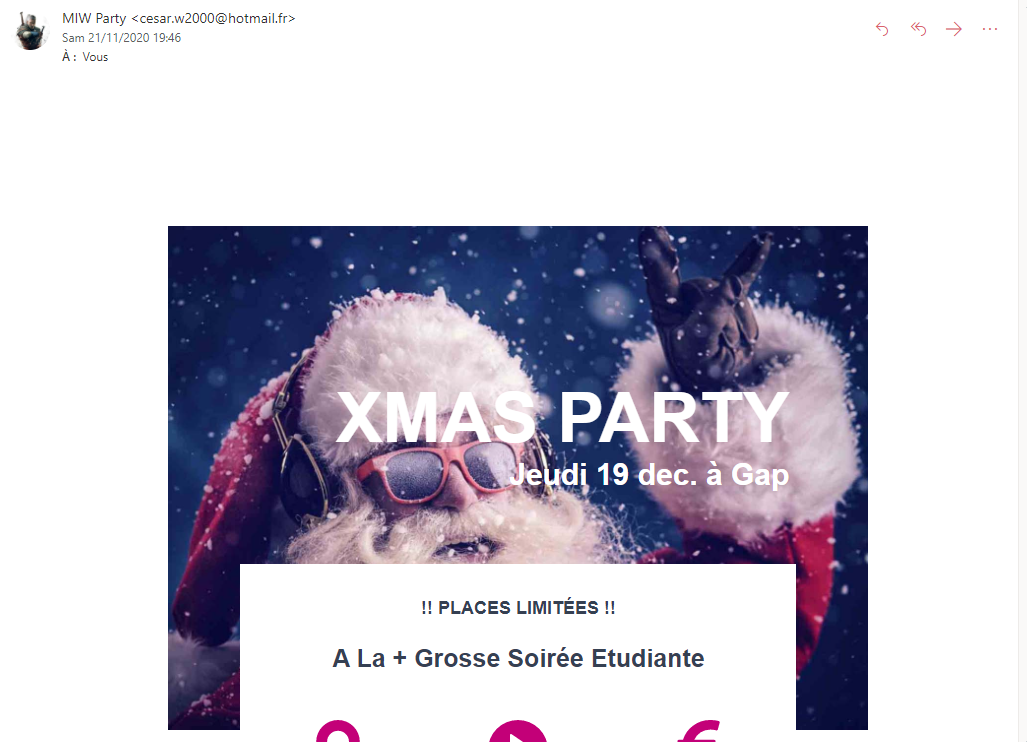 MIW Party <cesar.w2000@hotmail.fr>
Sam 21/11/2020 19:46
À : Vous
XMAS PARTY
Jeudi 19 dec. à Gap
!! PLACES LIMITÉES !!
A La + Grosse Soirée Etudiante